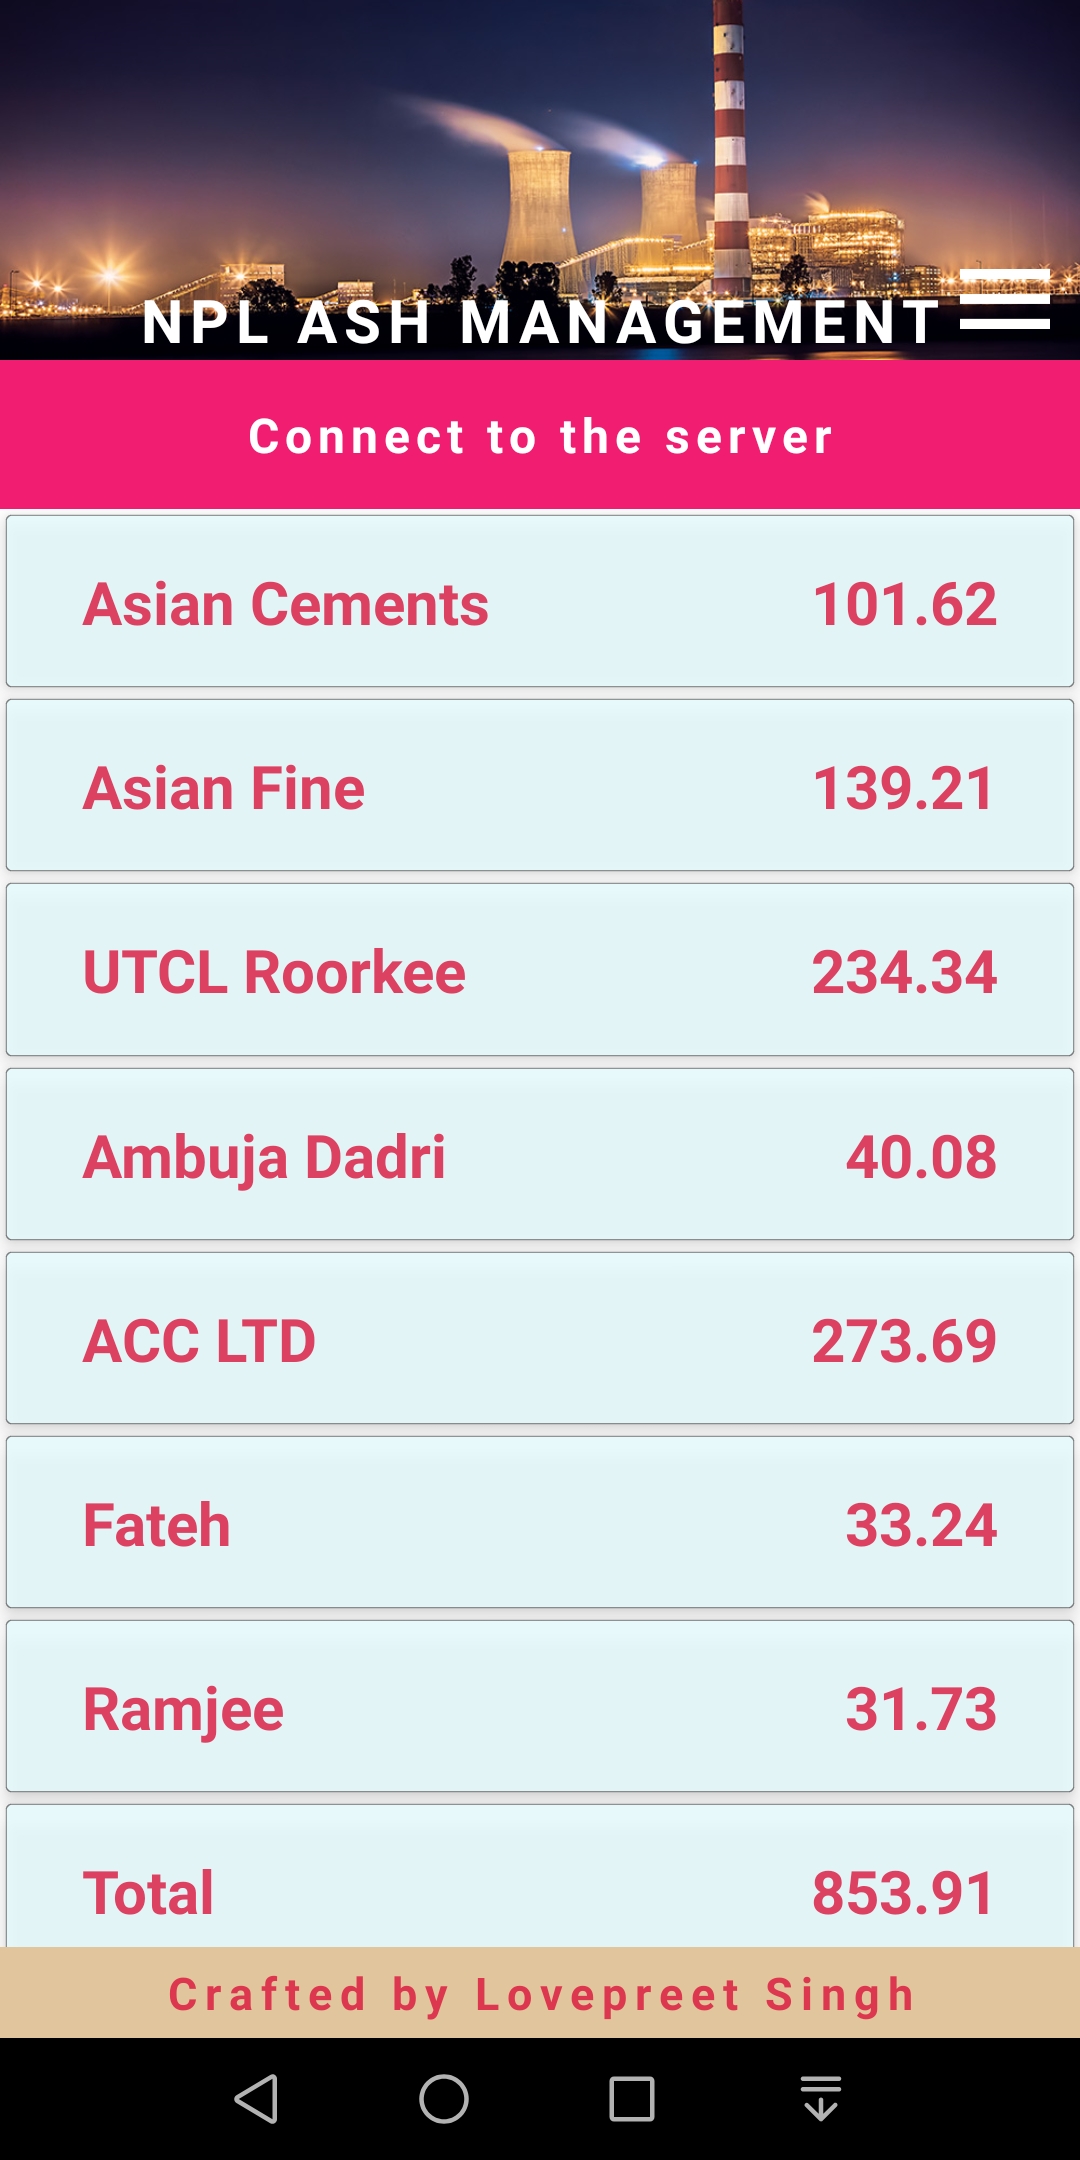 NPL ASH MANAGEMENT
Connect to the server
Asian Cements 101.62
Asian Fine 139.21
UTCL Roorkee 234.34
Ambuja Dadri 40.08
ACC LTD 273.69
Fateh 33.24
Ramjee 31.73
Total 853.91
Crafted by Lovepreet Singh